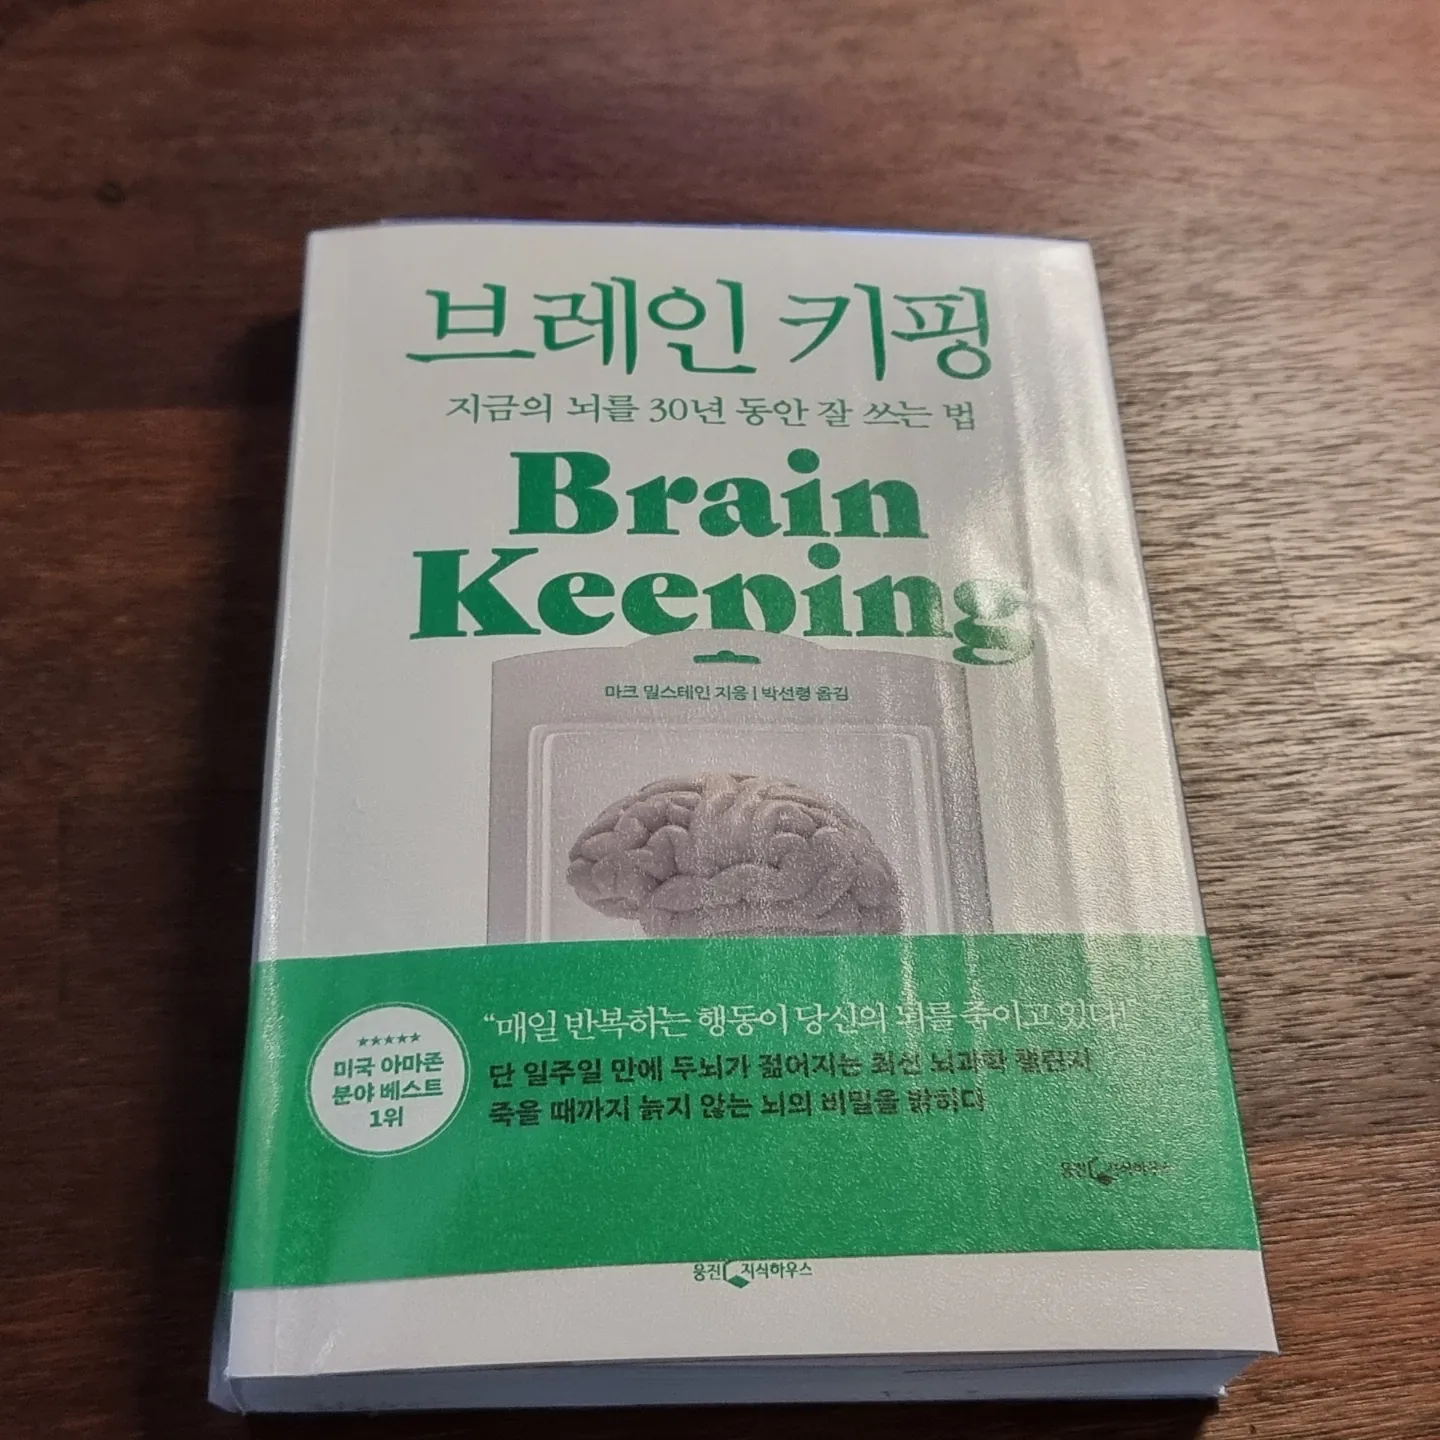 브레인 키핑
지금의 뇌를 30년 동안 잘 쓰는 법
Brain
Keeping
마크 밀스테인 지음 | 박선령 옮김
★★★★★
미국 아마존
분야 베스트
1위
“매일 반복하는 행동이 당신의 뇌를 죽이고 있다!”
단 일주일 만에 두뇌가 젊어지는 최신 뇌과학 챌린지
죽을 때까지 늙지 않는 뇌의 비밀을 밝히다
웅진 지식하우스
웅진 지식하우스